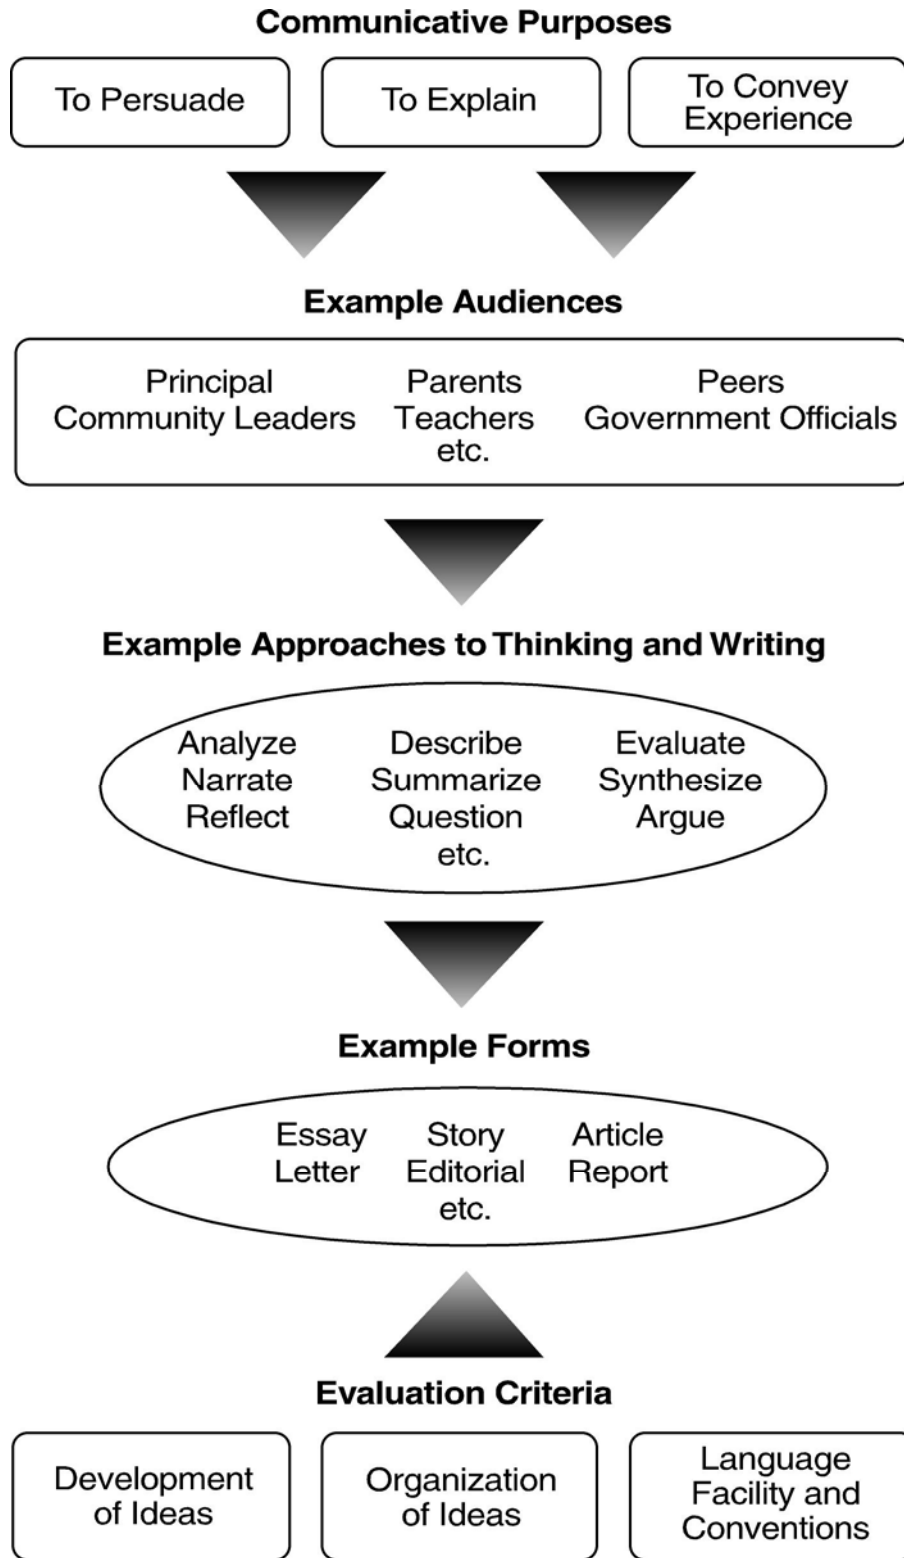 Communicative Purposes
To Persuade
To Explain
To Convey
Experience
Example Audiences
Principal Parents Peers
Community Leaders Teachers Government Officials
etc.
Example Approaches to Thinking and Writing
Analyze Describe Evaluate
Narrate Summarize Synthesize
Reflect Question Argue
etc.
Example Forms
Essay Story Article
Letter Editorial Report
etc.
Evaluation Criteria
Development
of Ideas
Organization
of Ideas
Language
Facility and
Conventions